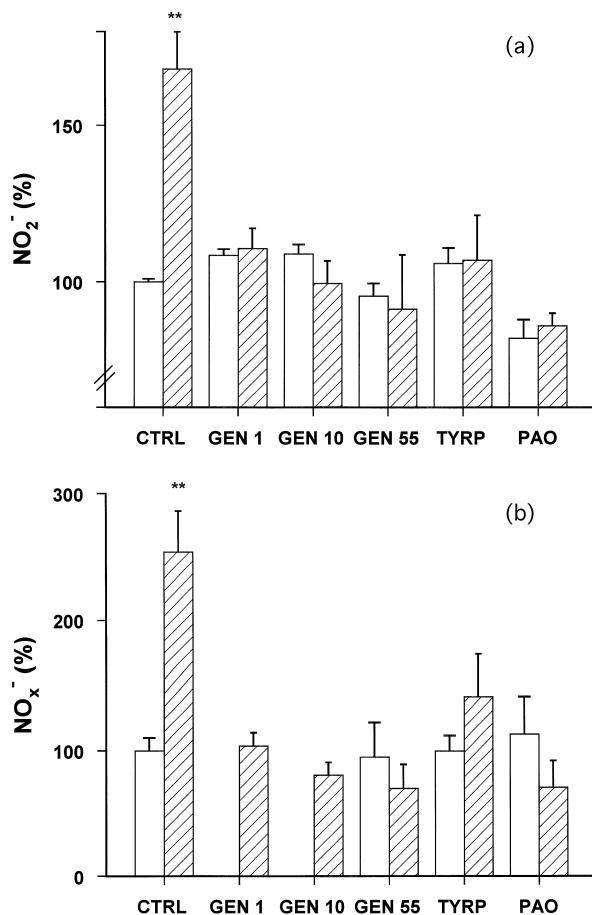 **
(a)
150
100
NO₂⁻ (%)
CTRL GEN 1 GEN 10 GEN 55 TYRP PAO
300
**
(b)
200
100
0
NOₓ⁻ (%)
CTRL GEN 1 GEN 10 GEN 55 TYRP PAO